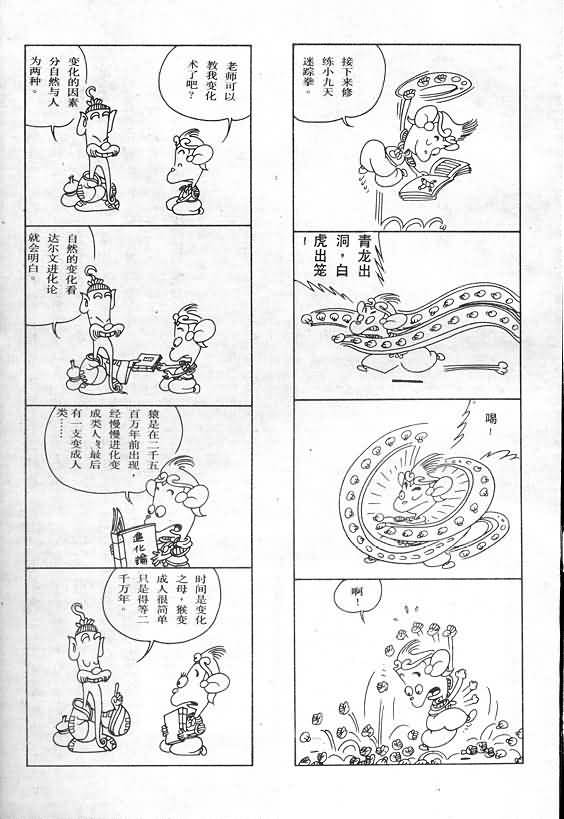 接下来修
练小九天
迷踪拳。
青龙出
洞，白
虎出笼
！
喝！
啊！
老师可以
教我变化
术了吧？
变化的因素
分自然与人
为两种。
自然的变化看
达尔文进化论
就会明白。
猿是在二千五
百万年前出现，
经慢慢进化变
成类人，最后
有一支变成人
类……
進化論
时间是变化
之母，猴变
成人很简单
只是得等二
千万年。